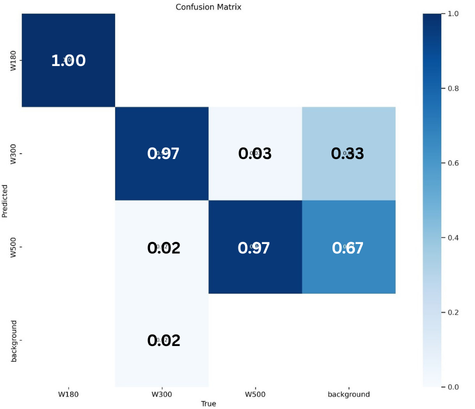 Confusion Matrix
1.0
W180
1.00
0.8
W300
0.97
0.03
0.33
0.6
Predicted
W500
0.02
0.97
0.67
0.4
0.2
background
0.02
0.0
W180
W300
W500
background
True